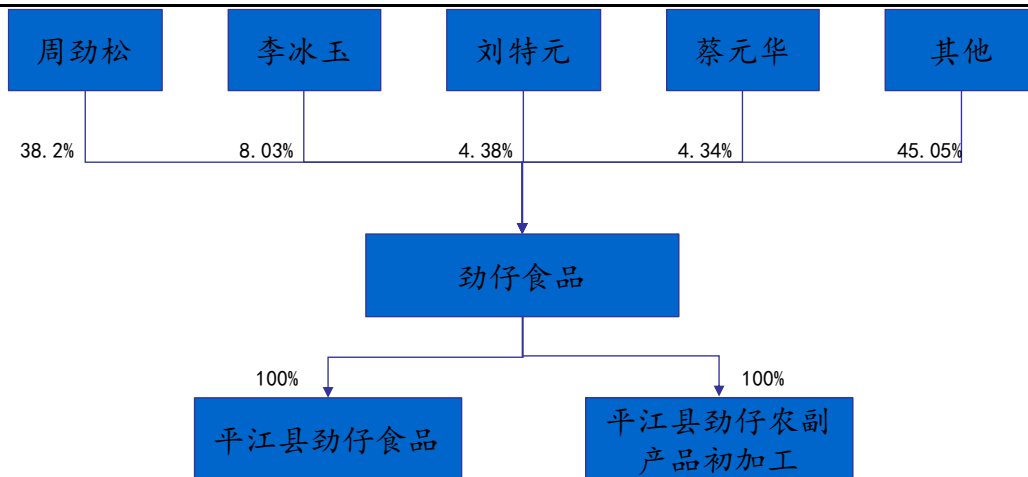 周劲松
李冰玉
刘特元
蔡元华
其他
38.2%
8.03%
4.38%
4.34%
45.05%
劲仔食品
100%
100%
平江县劲仔食品
平江县劲仔农副
产品初加工